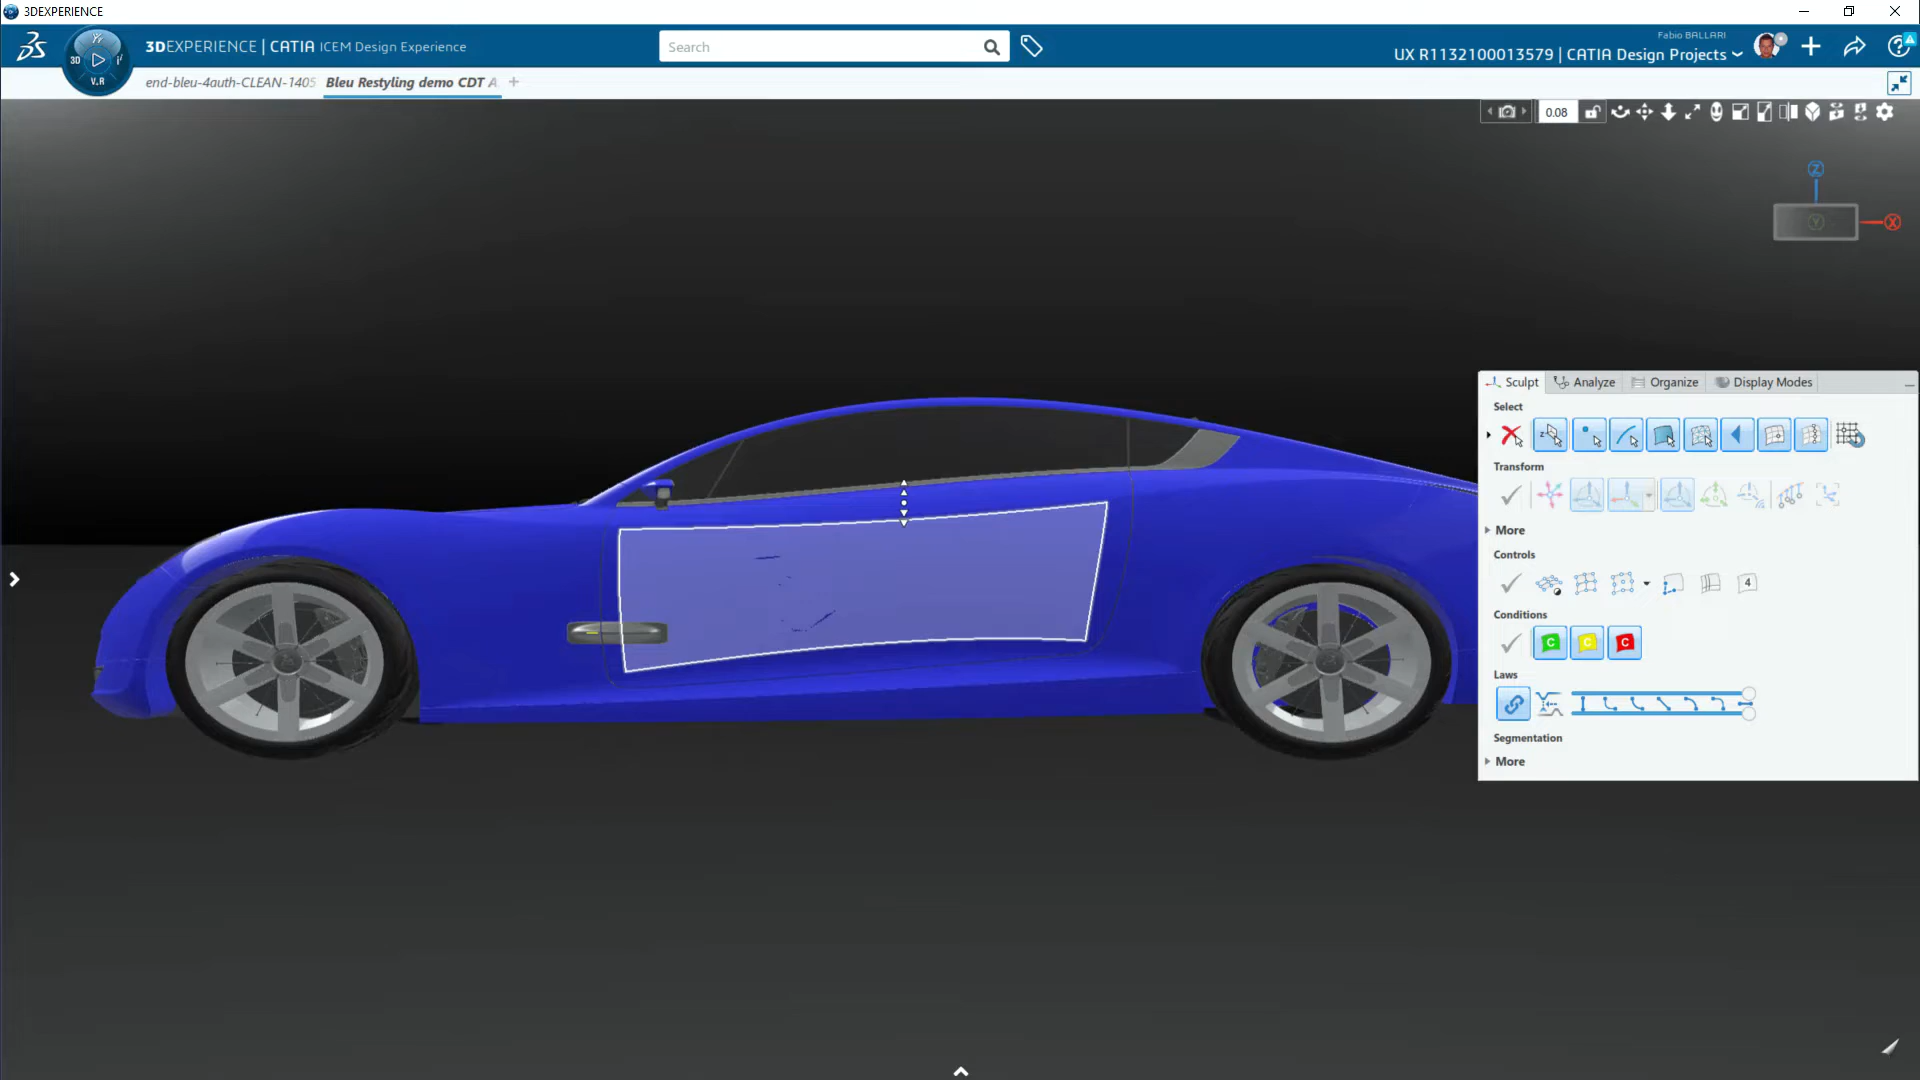 3DEXPERIENCE
3DEXPERIENCE | CATIA ICEM Design Experience
Search
Fabio BALLARI
UX R1132100013579 | CATIA Design Projects
3D
V.R
end-bleu-4auth-CLEAN-1405
Bleu Restyling demo CDT A
0.08
Z
Y
X
Sculpt
Analyze
Organize
Display Modes
Select
Transform
More
Controls
4
Conditions
C
C
C
Laws
Segmentation
More